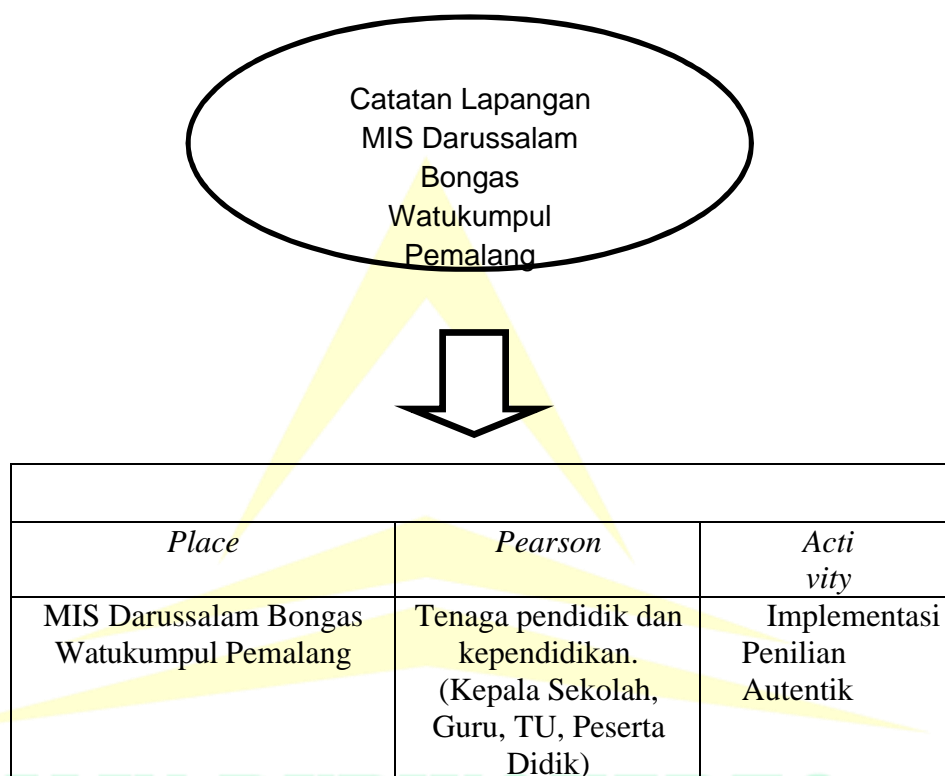 Catatan Lapangan
MIS Darussalam
Bongas
Watukumpul
Pemalang
Place Pearson Acti
vity
MIS Darussalam Bongas
Watukumpul Pemalang
Tenaga pendidik dan
kependidikan.
(Kepala Sekolah,
Guru, TU, Peserta
Didik)
Implementasi
Penilian
Autentik